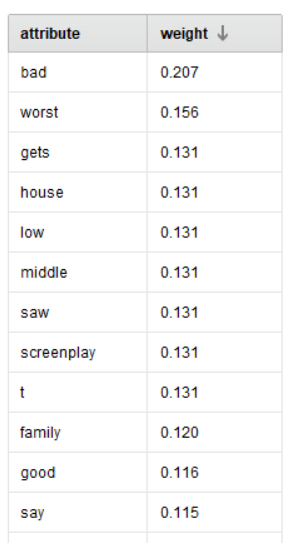 attribute weight ↓
bad 0.207
worst 0.156
gets 0.131
house 0.131
low 0.131
middle 0.131
saw 0.131
screenplay 0.131
t 0.131
family 0.120
good 0.116
say 0.115